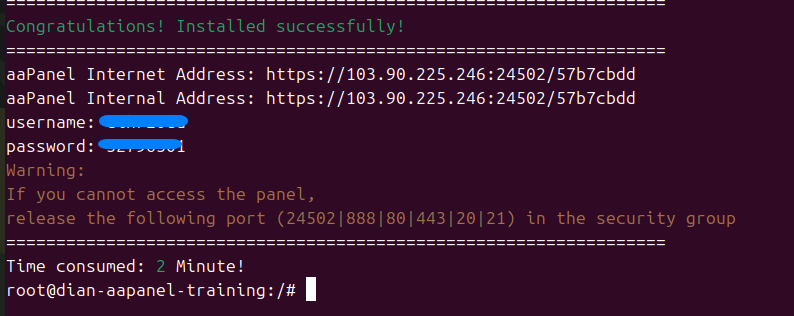 ==================================================================
Congratulations! Installed successfully!
==================================================================
aaPanel Internet Address: https://103.90.225.246:24502/57b7cbdd
aaPanel Internal Address: https://103.90.225.246:24502/57b7cbdd
username:
password:
Warning:
If you cannot access the panel,
release the following port (24502|888|80|443|20|21) in the security group
==================================================================
Time consumed: 2 Minute!
root@dian-aapanel-training:/#